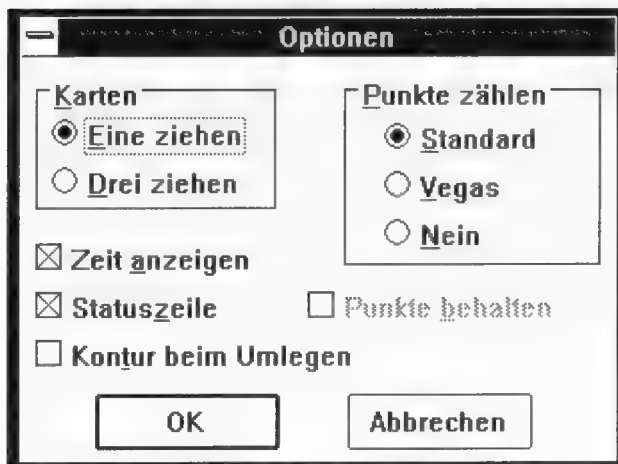 Optionen
Karten
Eine ziehen
Drei ziehen
Punkte zählen
Standard
Vegas
Nein
Zeit anzeigen
Statuszeile
Punkte behalten
Kontur beim Umlegen
OK
Abbrechen